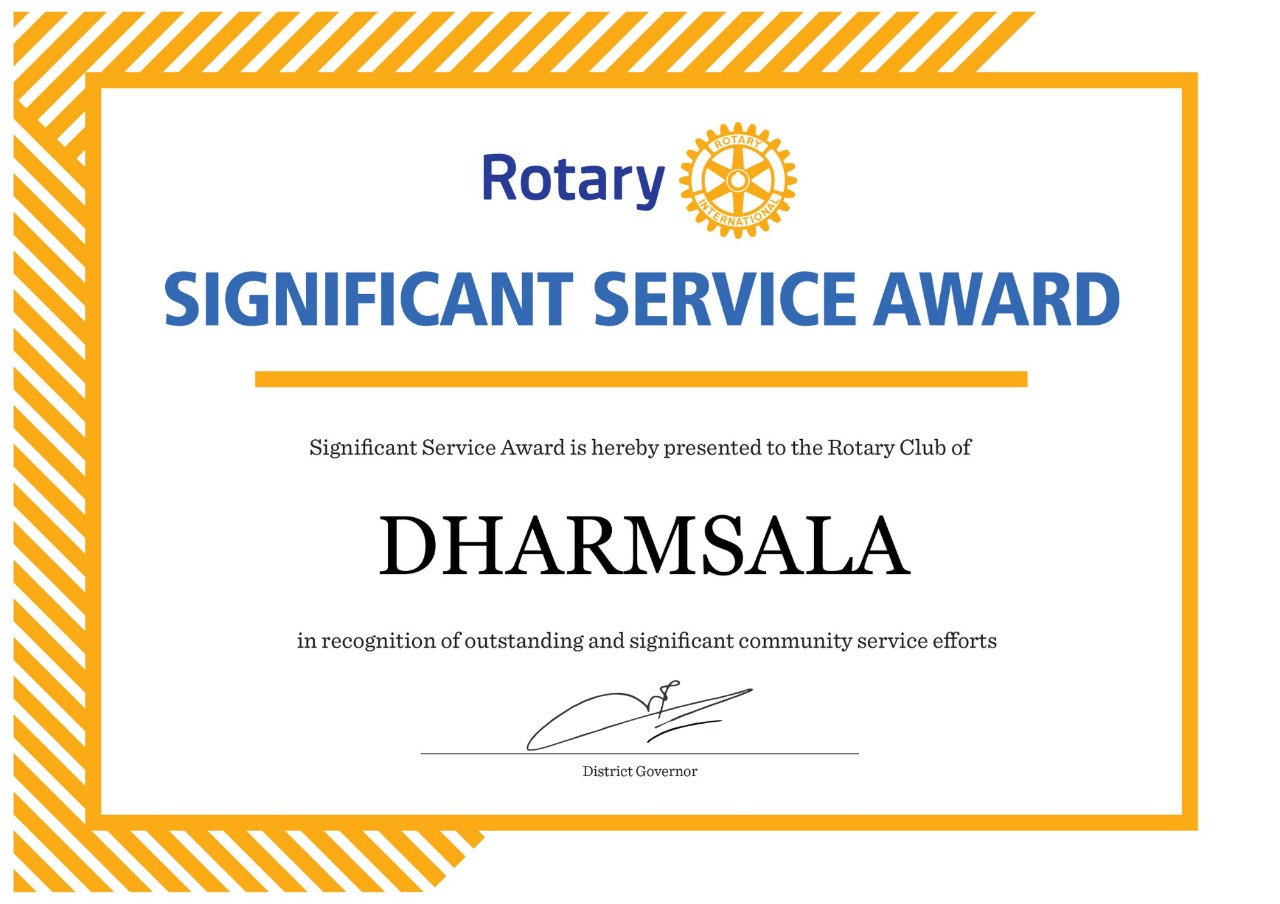 Rotary
ROTARY
INTERNATIONAL
SIGNIFICANT SERVICE AWARD
Significant Service Award is hereby presented to the Rotary Club of
DHARMSALA
in recognition of outstanding and significant community service efforts
District Governor